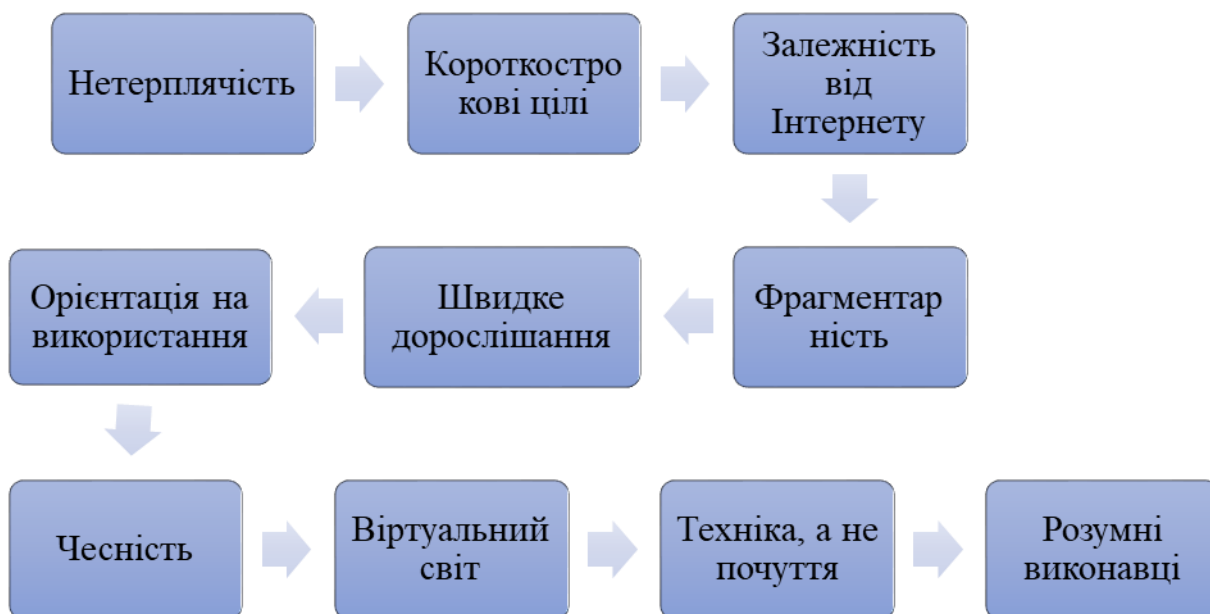 Нетерплячість
Короткостро
кові цілі
Залежність
від
Інтернету
Фрагментар
ність
Швидке
дорослішання
Орієнтація на
використання
Чесність
Віртуальний
світ
Техніка, а не
почуття
Розумні
виконавці